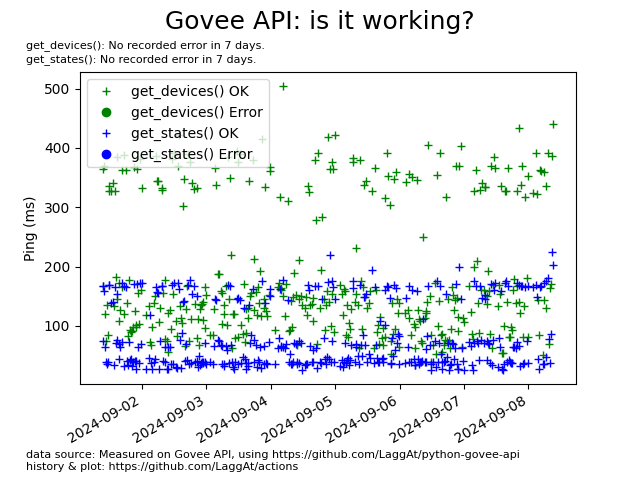 Govee API: is it working?
get_devices(): No recorded error in 7 days.
get_states(): No recorded error in 7 days.
get_devices() OK
get_devices() Error
get_states() OK
get_states() Error
Ping (ms)
500
400
300
200
100
2024-09-02
2024-09-03
2024-09-04
2024-09-05
2024-09-06
2024-09-07
2024-09-08
data source: Measured on Govee API, using https://github.com/LaggAt/python-govee-api
history & plot: https://github.com/LaggAt/actions